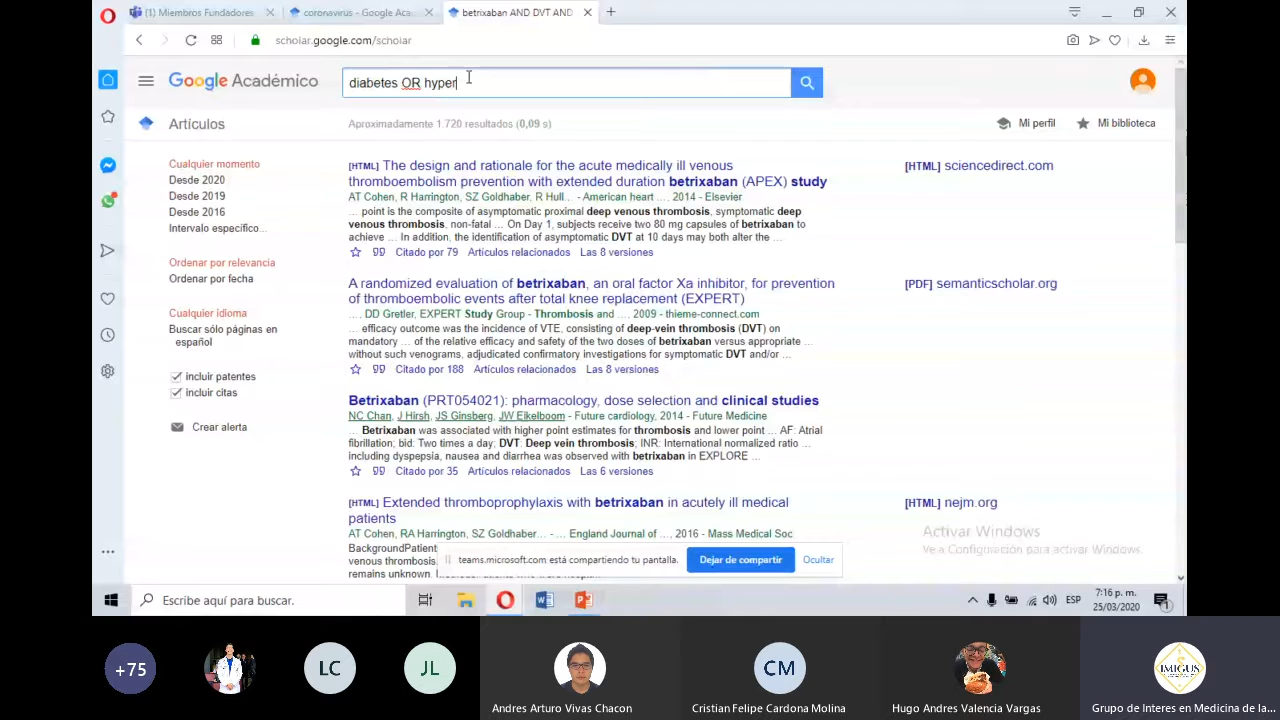 (1) Miembros Fundadores
coronavirus - Google Aca
betrixaban AND DVT AND
scholar.google.com/scholar
Google Académico
diabetes OR hyper
Artículos
Aproximadamente 1.720 resultados (0,09 s)
Mi perfil
Mi biblioteca
Cualquier momento
Desde 2020
Desde 2019
Desde 2016
Intervalo específico...
Ordenar por relevancia
Ordenar por fecha
Cualquier idioma
Buscar sólo páginas en
español
incluir patentes
incluir citas
Crear alerta
[HTML] The design and rationale for the acute medically ill venous
thromboembolism prevention with extended duration betrixaban (APEX) study
AT Cohen, R Harrington, SZ Goldhaber, R Hull... - American heart ..., 2014 - Elsevier
... point is the composite of asymptomatic proximal deep venous thrombosis, symptomatic deep
venous thrombosis, non-fatal ... On Day 1, subjects receive two 80 mg capsules of betrixaban to
achieve ... In addition, the identification of asymptomatic DVT at 10 days may both alter the ...
Citado por 79 Artículos relacionados Las 8 versiones
[HTML] sciencedirect.com
A randomized evaluation of betrixaban, an oral factor Xa inhibitor, for prevention
of thromboembolic events after total knee replacement (EXPERT)
..., DD Gretler, EXPERT Study Group - Thrombosis and ..., 2009 - thieme-connect.com
... efficacy outcome was the incidence of VTE, consisting of deep-vein thrombosis (DVT) on
mandatory ... of the relative efficacy and safety of the two doses of betrixaban versus appropriate ...
without such venograms, adjudicated confirmatory investigations for symptomatic DVT and/or ...
Citado por 188 Artículos relacionados Las 8 versiones
[PDF] semanticscholar.org
Betrixaban (PRT054021): pharmacology, dose selection and clinical studies
NC Chan, J Hirsh, JS Ginsberg, JW Eikelboom - Future cardiology, 2014 - Future Medicine
... Betrixaban was associated with higher point estimates for thrombosis and lower point ... AF: Atrial
fibrillation; bid: Two times a day; DVT: Deep vein thrombosis; INR: International normalized ratio ...
including dyspepsia, nausea and diarrhea was observed with betrixaban in EXPLORE ...
Citado por 35 Artículos relacionados Las 6 versiones
[HTML] Extended thromboprophylaxis with betrixaban in acutely ill medical
patients
AT Cohen, RA Harrington, SZ Goldhaber... - ... England Journal of ..., 2016 - Mass Medical Soc
BackgroundPatient
remains unknown.
[HTML] nejm.org
Activar Windows
Ve a Configuración para activar Windows.
teams.microsoft.com está compartiendo tu pantalla.
Dejar de compartir
Ocultar
Escribe aquí para buscar.
ESP
7:16 p. m.
25/03/2020
1
+75
LC
JL
CM
IMIGUS
Andres Arturo Vivas Chacon
Cristian Felipe Cardona Molina
Hugo Andres Valencia Vargas
Grupo de Interes en Medicina de la...